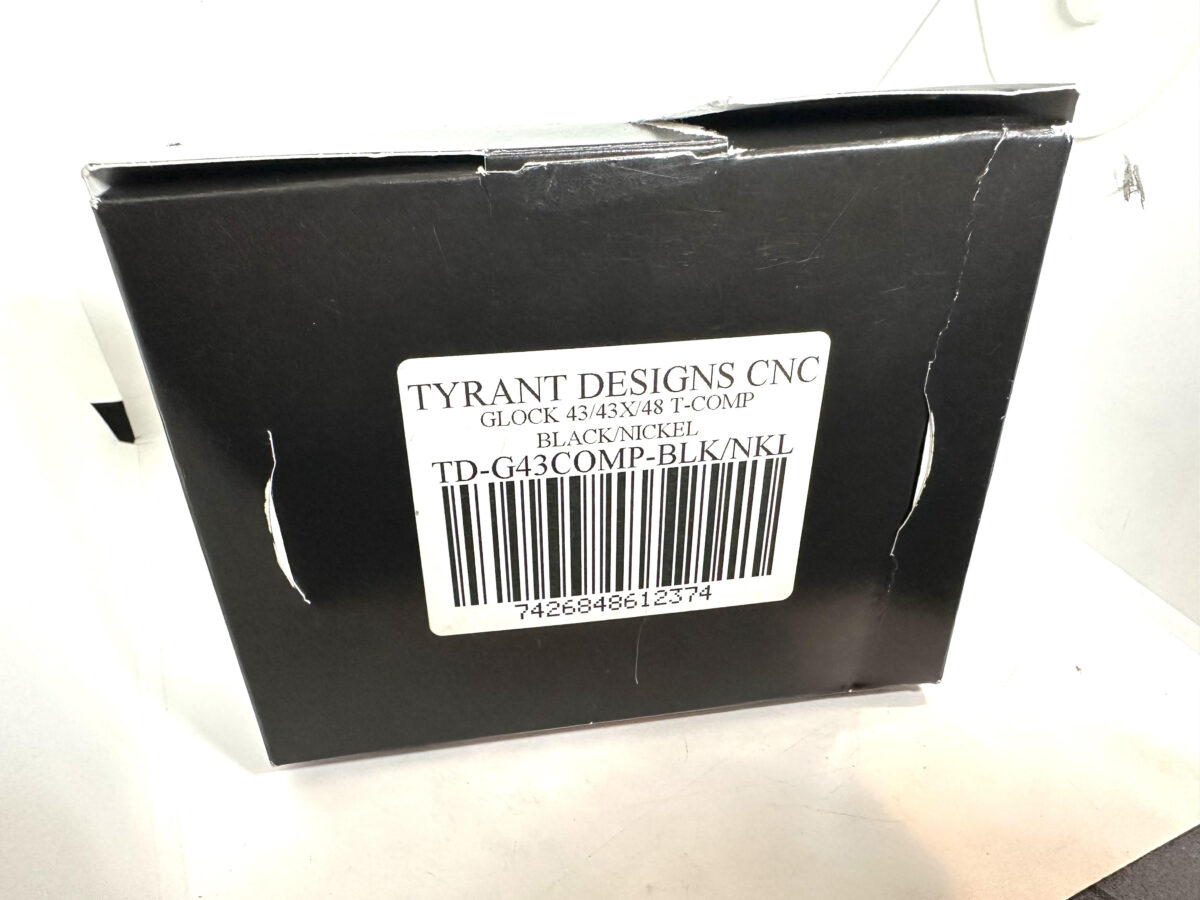 TYRANT DESIGNS CNC
GLOCK 43/43X/48 T-COMP
BLACK/NICKEL
TD-G43COMP-BLK/NKL
7426848612374